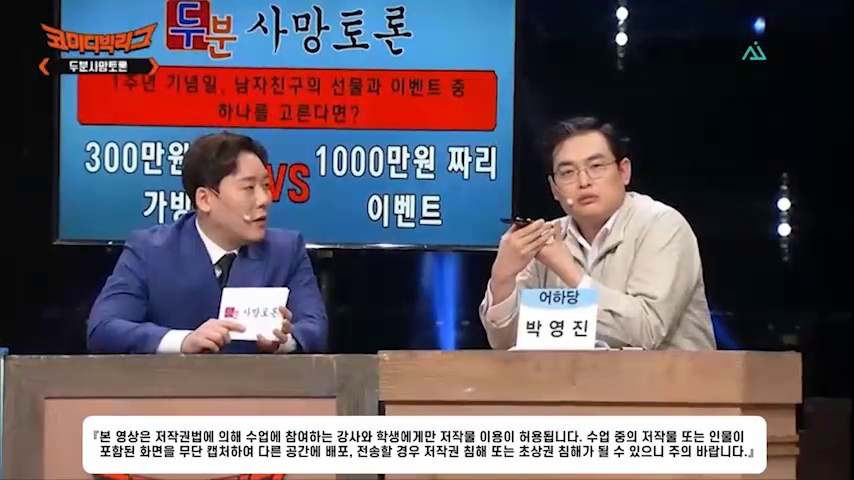 코미디빅리그
두분사망토론
두분 사망토론
1주년 기념일, 남자친구의 선물과 이벤트 중
하나를 고른다면?
300만원
가방
VS
1000만원 짜리
이벤트
두분 사망토론
어하당
박영진
『본 영상은 저작권법에 의해 수업에 참여하는 강사와 학생에게만 저작물 이용이 허용됩니다. 수업 중의 저작물 또는 인물이
포함된 화면을 무단 캡처하여 다른 공간에 배포, 전송할 경우 저작권 침해 또는 초상권 침해가 될 수 있으니 주의 바랍니다.』